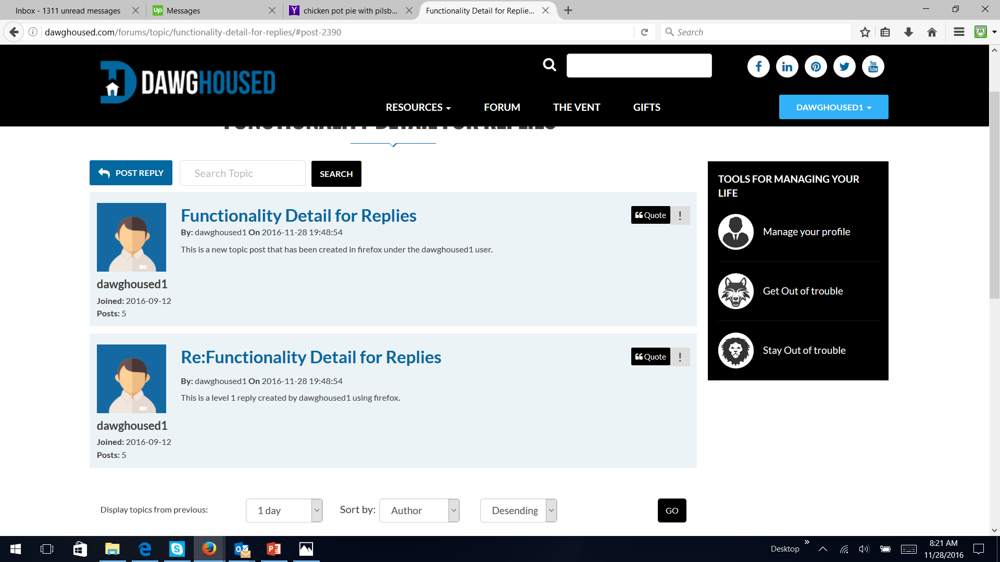 Inbox - 1311 unread messages
up Messages
Y chicken pot pie with pilsb...
Functionality Detail for Replie...
dawghoused.com/forums/topic/functionality-detail-for-replies/#post-2390
Search
DAWGHOUSED
You Tube
RESOURCES
FORUM
THE VENT
GIFTS
DAWGHOUSED1
FUNCTIONALITY DETAIL FOR REPLIES
POST REPLY
Search Topic
SEARCH
Functionality Detail for Replies
Quote !
By: dawghoused1 On 2016-11-28 19:48:54
This is a new topic post that has been created in firefox under the dawghoused1 user.
dawghoused1
Joined: 2016-09-12
Posts: 5
Re:Functionality Detail for Replies
Quote !
By: dawghoused1 On 2016-11-28 19:48:54
This is a level 1 reply created by dawghoused1 using firefox.
dawghoused1
Joined: 2016-09-12
Posts: 5
TOOLS FOR MANAGING YOUR
LIFE
Manage your profile
Get Out of trouble
Stay Out of trouble
Display topics from previous:
1 day
Sort by:
Author
Desending
GO
Desktop
8:21 AM
11/28/2016